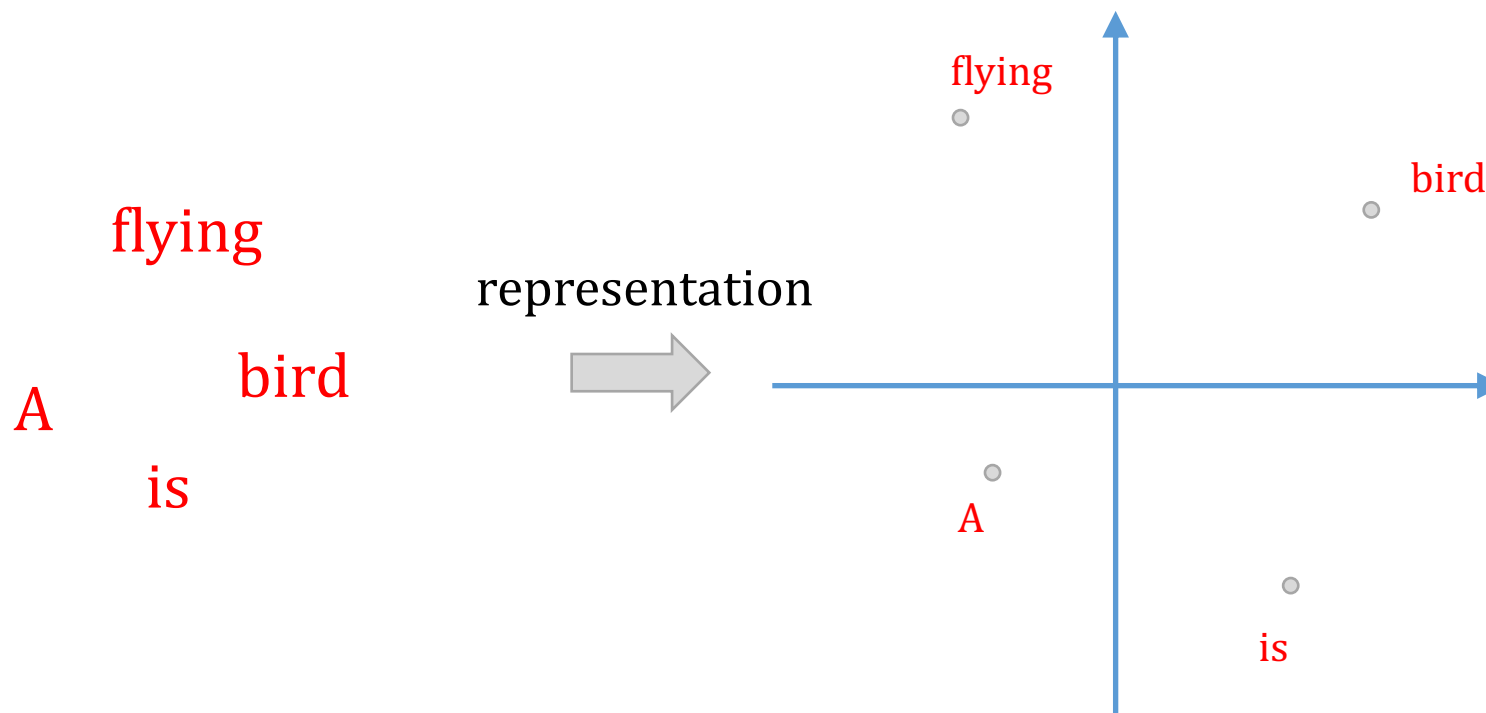 flying
bird
A
is
representation
flying
bird
A
is